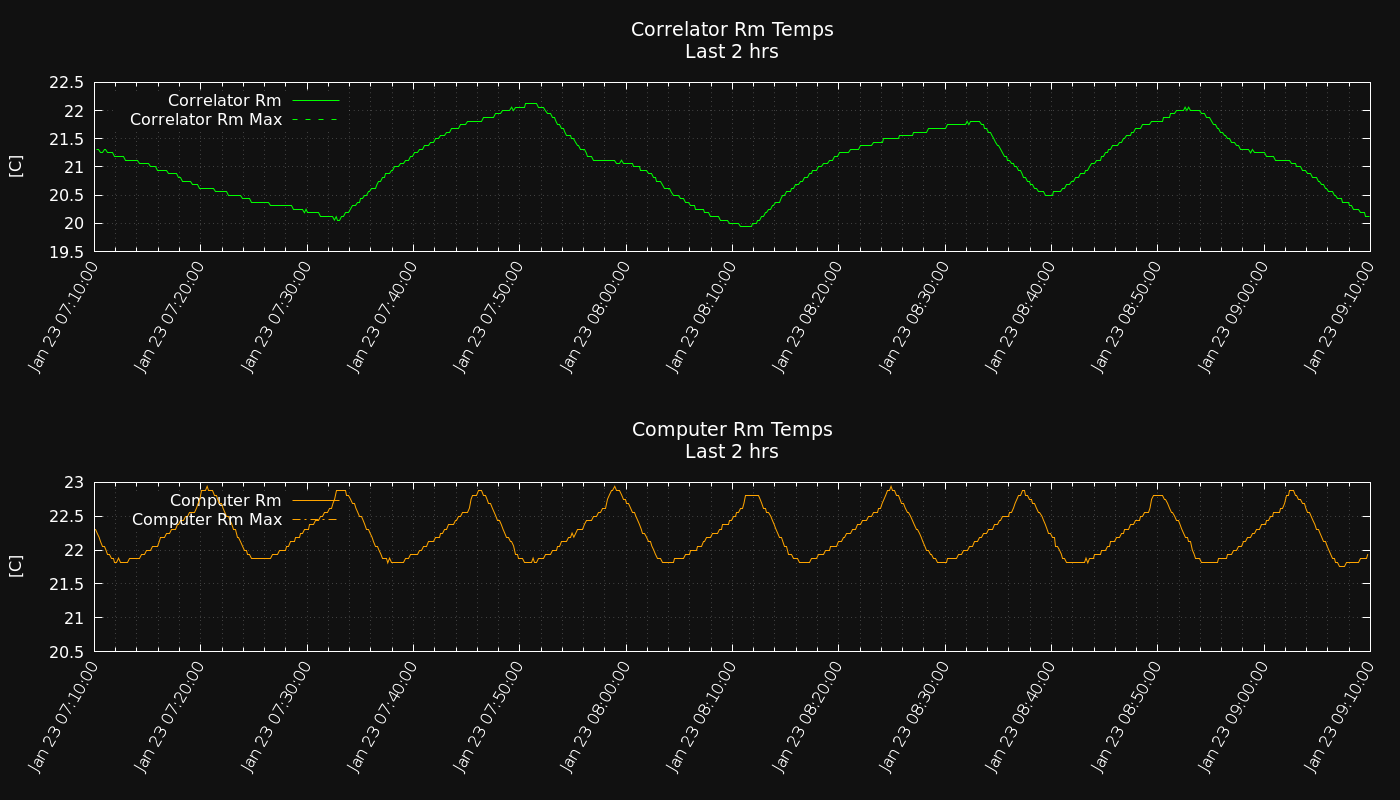 Correlator Rm Temps
Last 2 hrs
22.5
22
21.5
21
20.5
20
19.5
[C]
Correlator Rm
Correlator Rm Max
Jan 23 07:10:00
Jan 23 07:20:00
Jan 23 07:30:00
Jan 23 07:40:00
Jan 23 07:50:00
Jan 23 08:00:00
Jan 23 08:10:00
Jan 23 08:20:00
Jan 23 08:30:00
Jan 23 08:40:00
Jan 23 08:50:00
Jan 23 09:00:00
Jan 23 09:10:00
Computer Rm Temps
Last 2 hrs
23
22.5
22
21.5
21
20.5
[C]
Computer Rm
Computer Rm Max
Jan 23 07:10:00
Jan 23 07:20:00
Jan 23 07:30:00
Jan 23 07:40:00
Jan 23 07:50:00
Jan 23 08:00:00
Jan 23 08:10:00
Jan 23 08:20:00
Jan 23 08:30:00
Jan 23 08:40:00
Jan 23 08:50:00
Jan 23 09:00:00
Jan 23 09:10:00